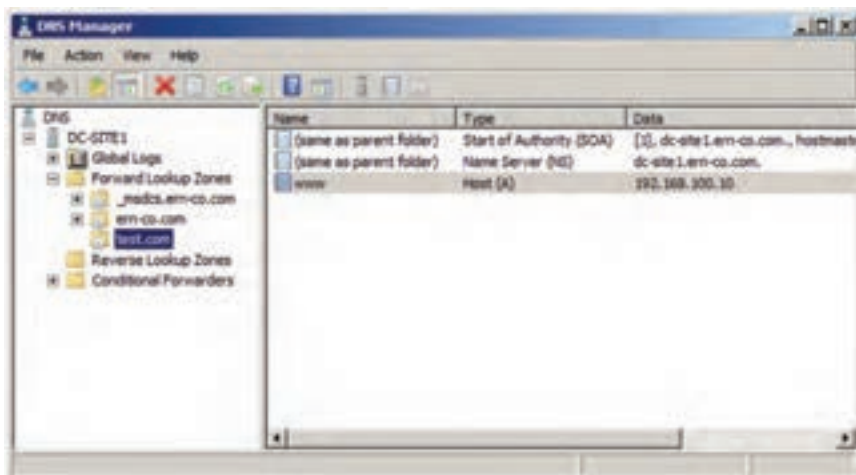 DNS Manager
File Action View Help
DNS
DC-SITE1
Global Logs
Forward Lookup Zones
_msdcs.ern-co.com
ern-co.com
test.com
Reverse Lookup Zones
Conditional Forwarders
Name Type Data
(same as parent folder) Start of Authority (SOA) [1], dc-site1.ern-co.com., hostmaste
(same as parent folder) Name Server (NS) dc-site1.ern-co.com.
www Host (A) 192.168.100.10